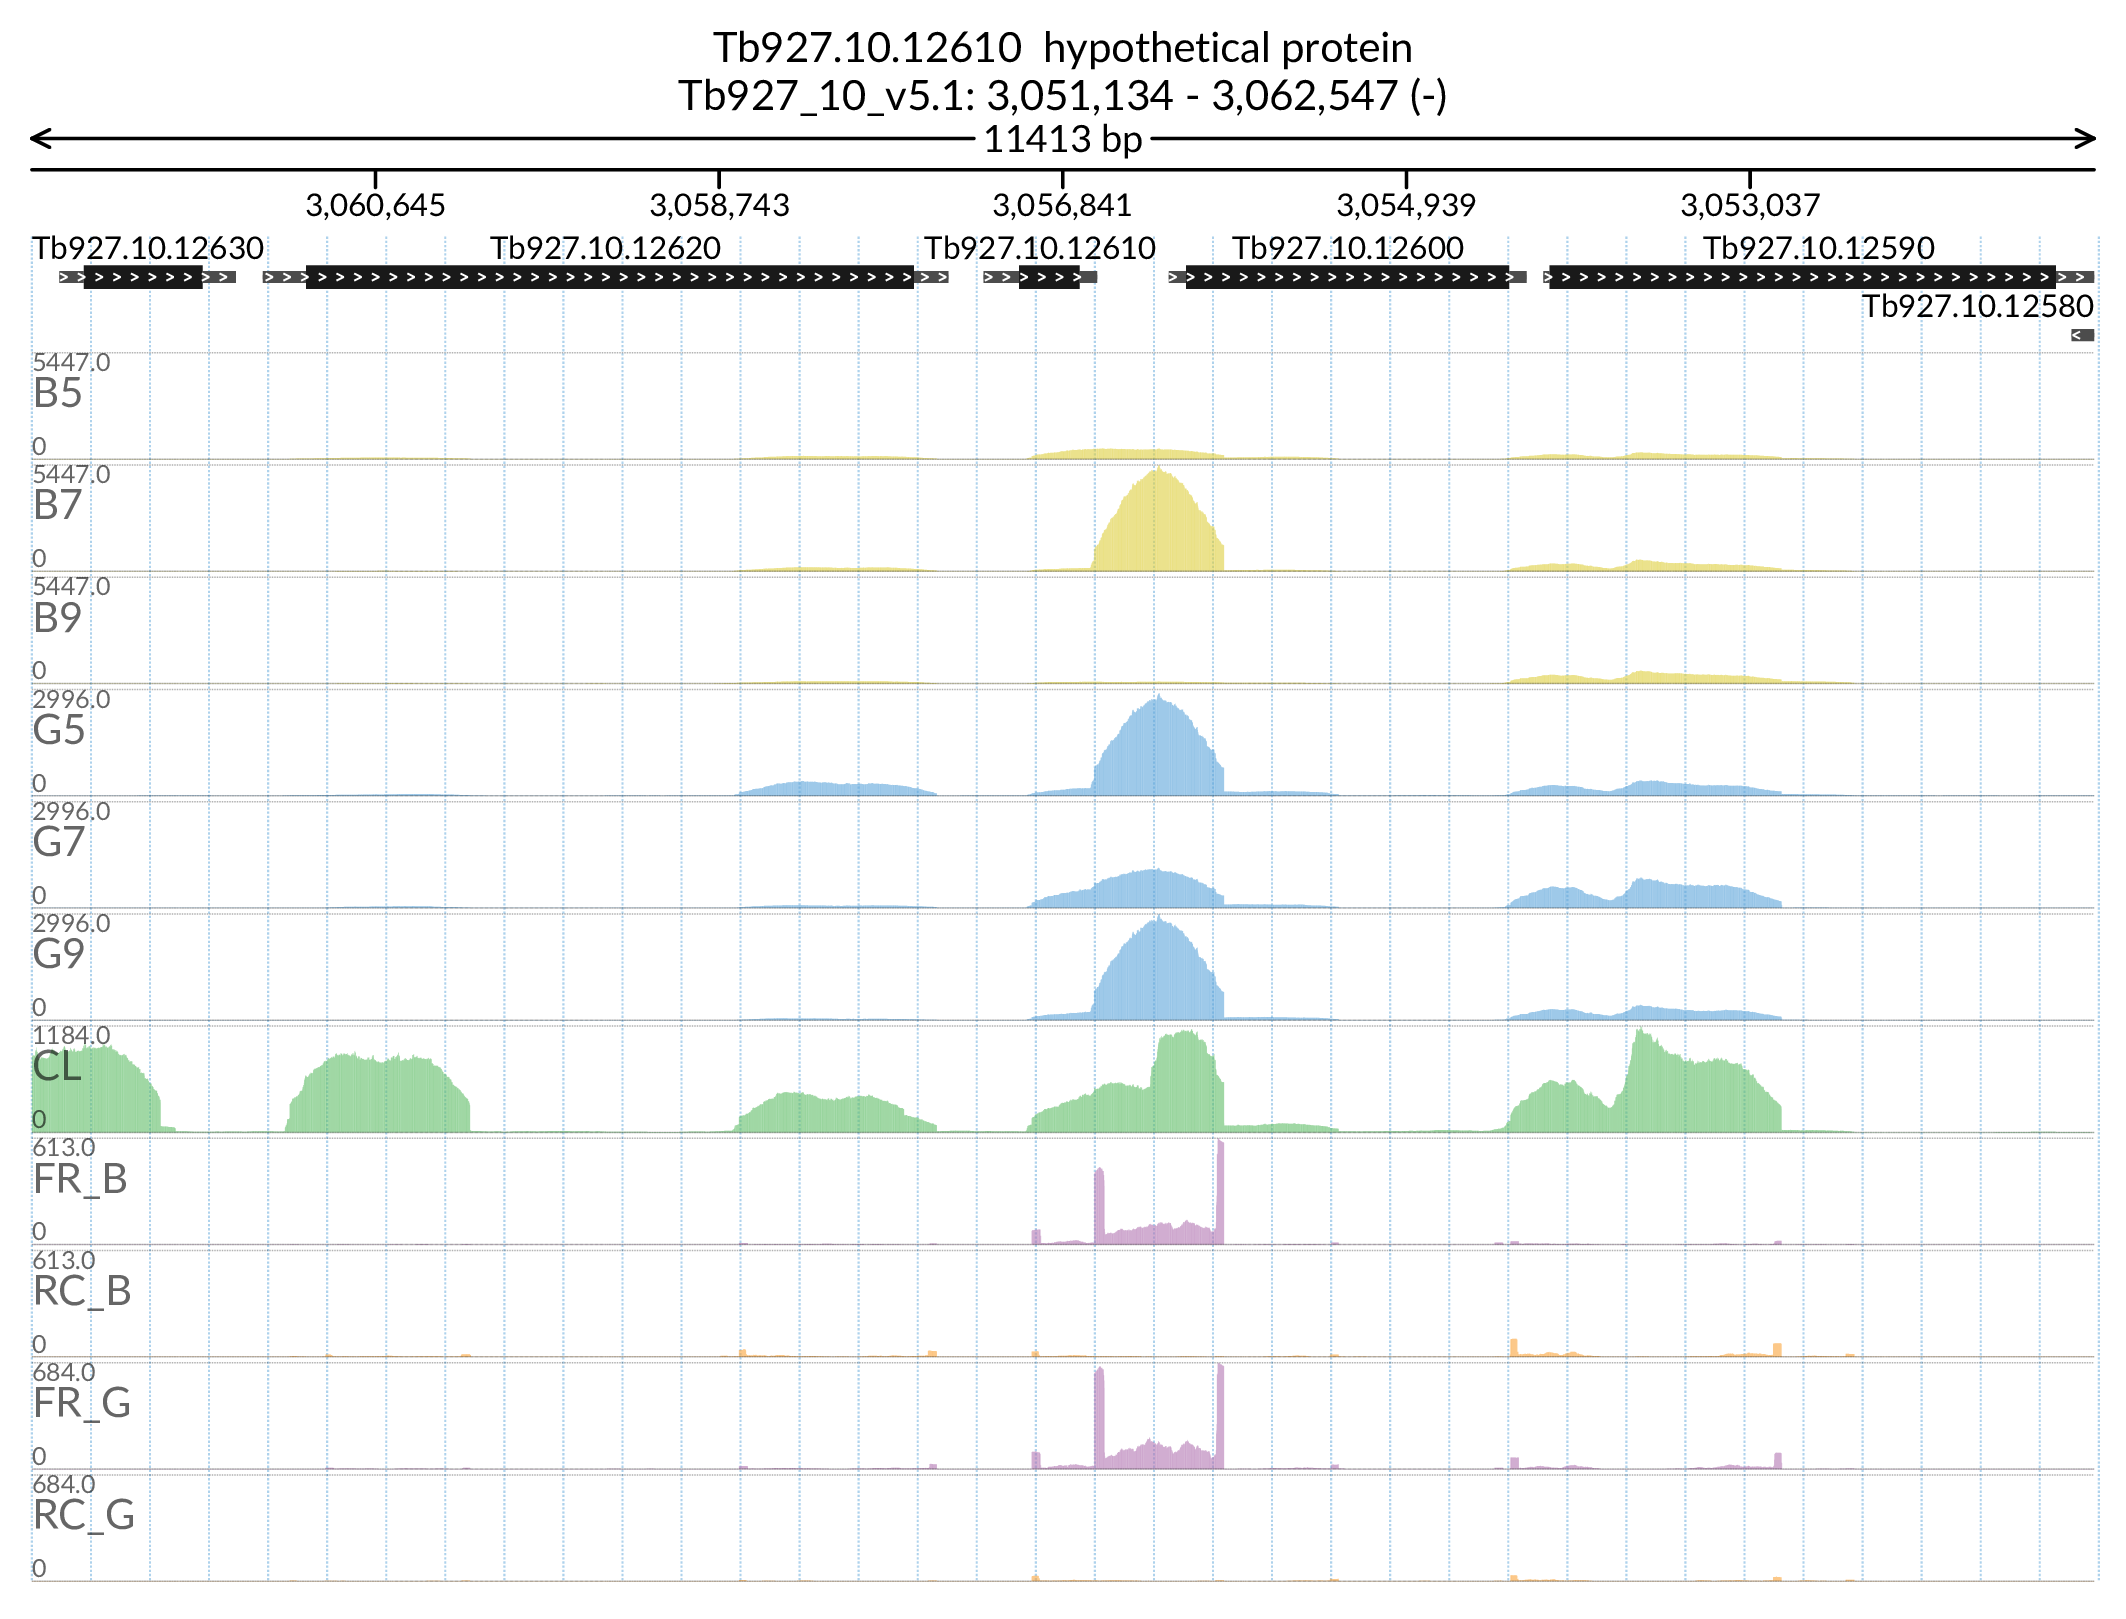 Tb927.10.12610  hypothetical protein
Tb927_10_v5.1: 3,051,134 - 3,062,547 (-)
11413 bp
3,060,645 3,058,743 3,056,841 3,054,939 3,053,037
Tb927.10.12630 Tb927.10.12620 Tb927.10.12610 Tb927.10.12600 Tb927.10.12590
Tb927.10.12580
5447.0
B5
0
5447.0
B7
0
5447.0
B9
0
2996.0
G5
0
2996.0
G7
0
2996.0
G9
0
1184.0
CL
0
613.0
FR_B
0
613.0
RC_B
0
684.0
FR_G
0
684.0
RC_G
0